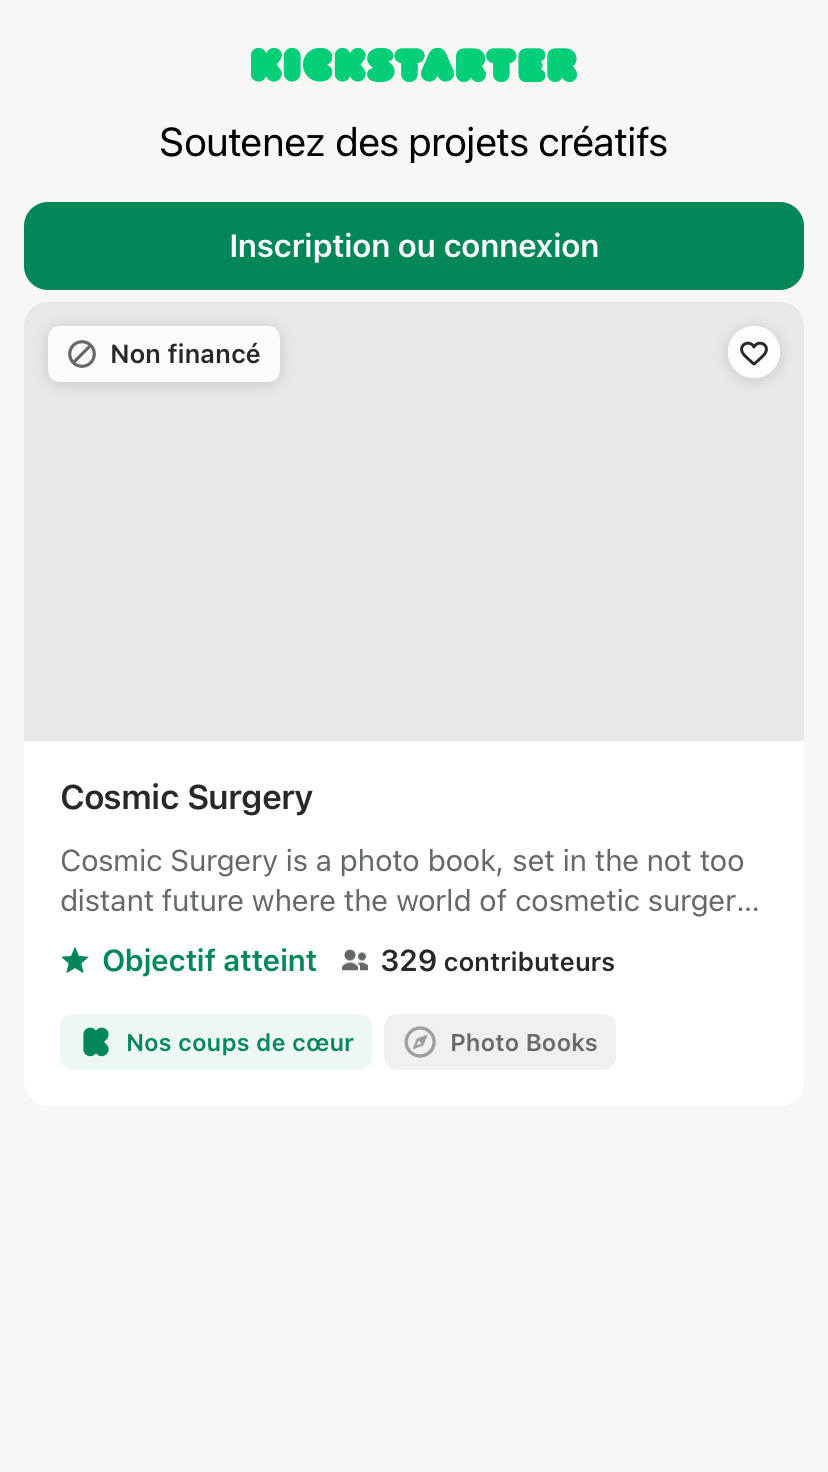 KICKSTARTER
Soutenez des projets créatifs
Inscription ou connexion
Non financé
Cosmic Surgery
Cosmic Surgery is a photo book, set in the not too
distant future where the world of cosmetic surger...
Objectif atteint 329 contributeurs
Nos coups de cœur Photo Books